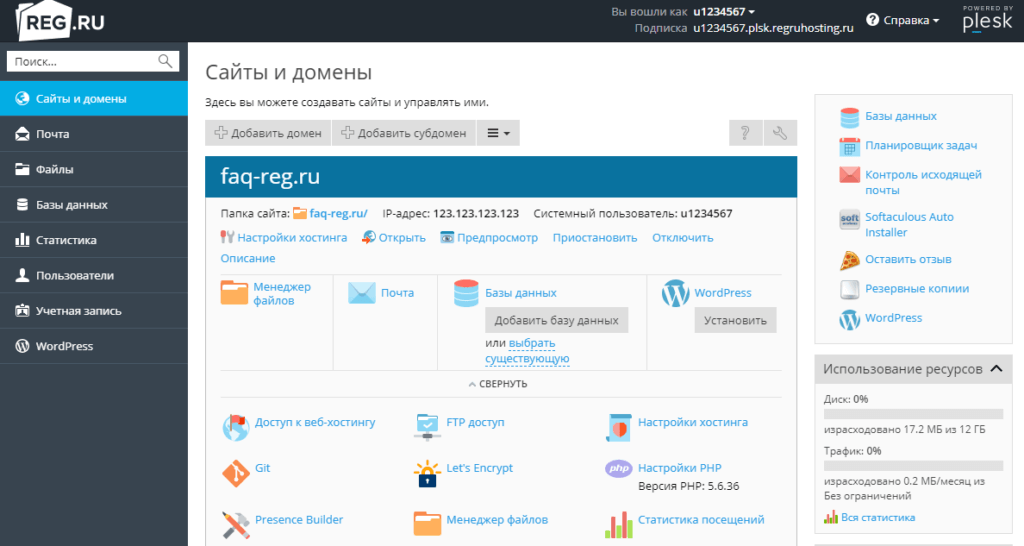 REG.RU
Вы вошли как u1234567
Подписка u1234567.plsk.regruhosting.ru
Справка
POWERED BY
plesk
Поиск...
Сайты и домены
Почта
Файлы
Базы данных
Статистика
Пользователи
Учетная запись
WordPress
Сайты и домены
Здесь вы можете создавать сайты и управлять ими.
Добавить домен
Добавить субдомен
?
faq-reg.ru
Папка сайта: faq-reg.ru/ IP-адрес: 123.123.123.123 Системный пользователь: u1234567
Настройки хостинга Открыть Предпросмотр Приостановить Отключить
Описание
Менеджер
файлов
Почта
Базы данных
Добавить базу данных
или выбрать
существующую
WordPress
Установить
СВЕРНУТЬ
Доступ к веб-хостингу
FTP доступ
Настройки хостинга
Git
Let's Encrypt
php
Настройки PHP
Версия PHP: 5.6.36
Presence Builder
Менеджер файлов
Статистика посещений
Базы данных
Планировщик задач
Контроль исходящей
почты
soft
Softaculous Auto
Installer
Оставить отзыв
Резервные копиии
WordPress
Использование ресурсов
Диск: 0%
израсходовано 17.2 МБ из 12 ГБ
Трафик: 0%
израсходовано 0.2 МБ/месяц из
Без ограничений
Вся статистика